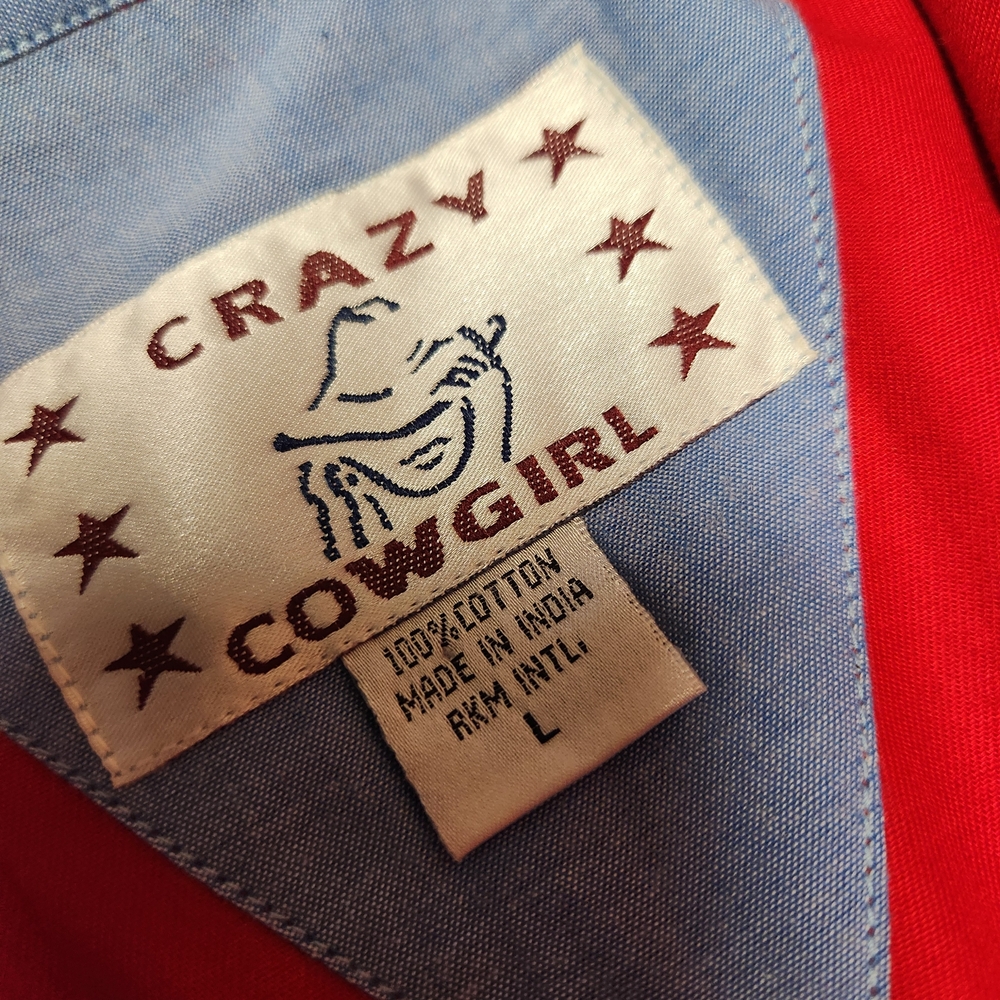 CRAZY
COWGIRL
100% COTTON
MADE IN INDIA
RKM INTL.
L